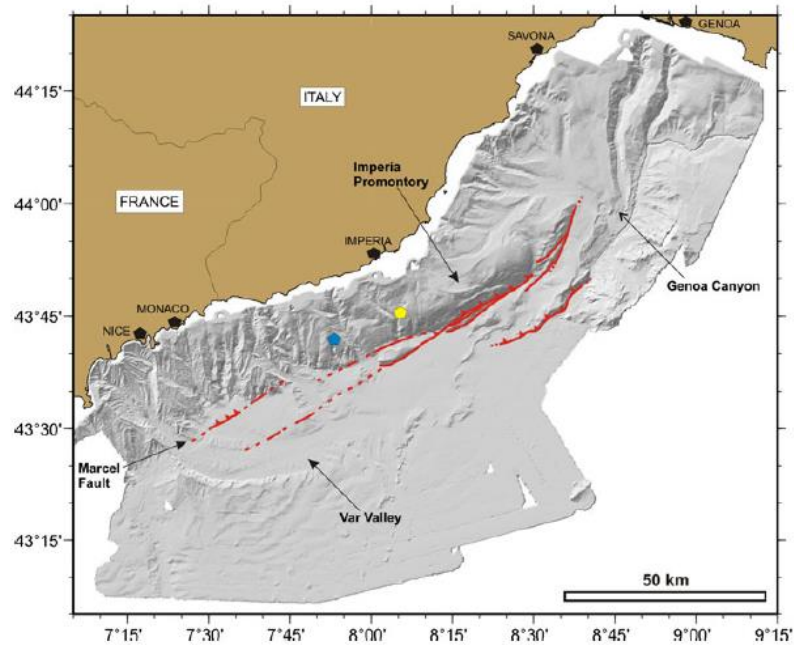 GENOA
SAVONA
44°15'
ITALY
Imperia
Promontory
44°00'
FRANCE
IMPERIA
Genoa Canyon
43°45'
MONACO
NICE
43°30'
Marcel
Fault
Var Valley
43°15'
50 km
7°15' 7°30' 7°45' 8°00' 8°15' 8°30' 8°45' 9°00' 9°15'